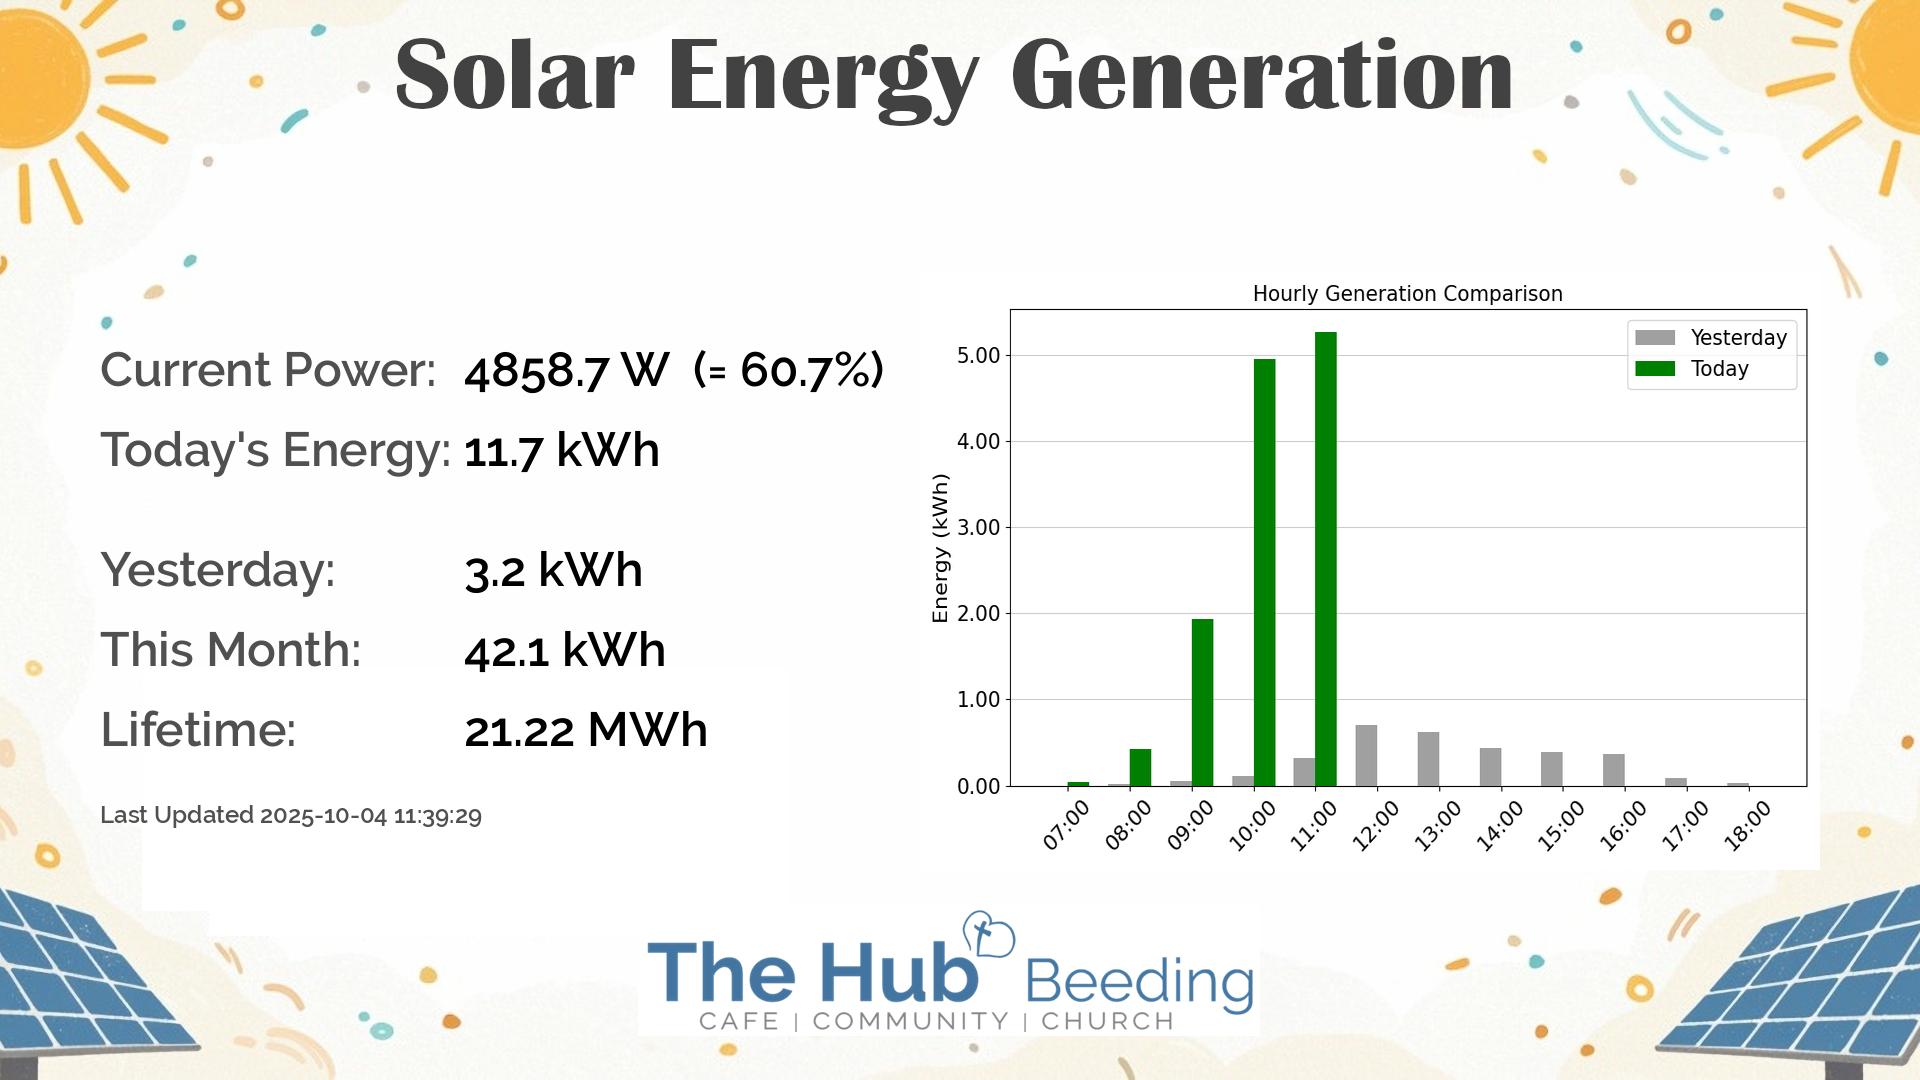 Solar Energy Generation
Current Power: 4858.7 W (= 60.7%)
Today's Energy: 11.7 kWh
Yesterday: 3.2 kWh
This Month: 42.1 kWh
Lifetime: 21.22 MWh
Last Updated 2025-10-04 11:39:29
Hourly Generation Comparison
Yesterday
Today
Energy (kWh)
5.00
4.00
3.00
2.00
1.00
0.00
07:00 08:00 09:00 10:00 11:00 12:00 13:00 14:00 15:00 16:00 17:00 18:00
The Hub Beeding
CAFE | COMMUNITY | CHURCH